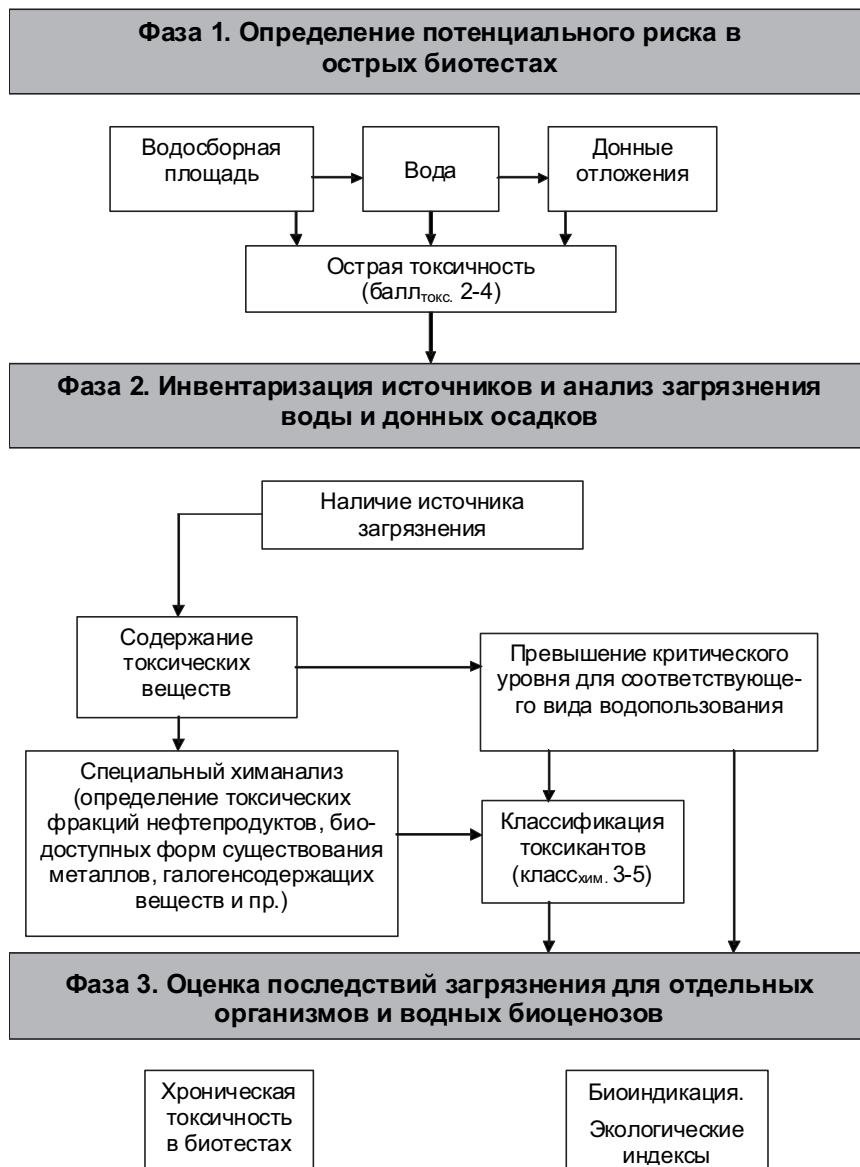 Фаза 1. Определение потенциального риска в
острых биотестах
Водосборная
площадь
Вода
Донные
отложения
Острая токсичность
(балл токс. 2-4)
Фаза 2. Инвентаризация источников и анализ загрязнения
воды и донных осадков
Наличие источника
загрязнения
Содержание
токсических
веществ
Превышение критического
уровня для соответствующе-
го вида водопользования
Специальный химанализ
(определение токсических
фракций нефтепродуктов, био-
доступных форм существования
металлов, галогенсодержащих
веществ и пр.)
Классификация
токсикантов
(класс хим. 3-5)
Фаза 3. Оценка последствий загрязнения для отдельных
организмов и водных биоценозов
Хроническая
токсичность
в биотестах
Биоиндикация.
Экологические
индексы